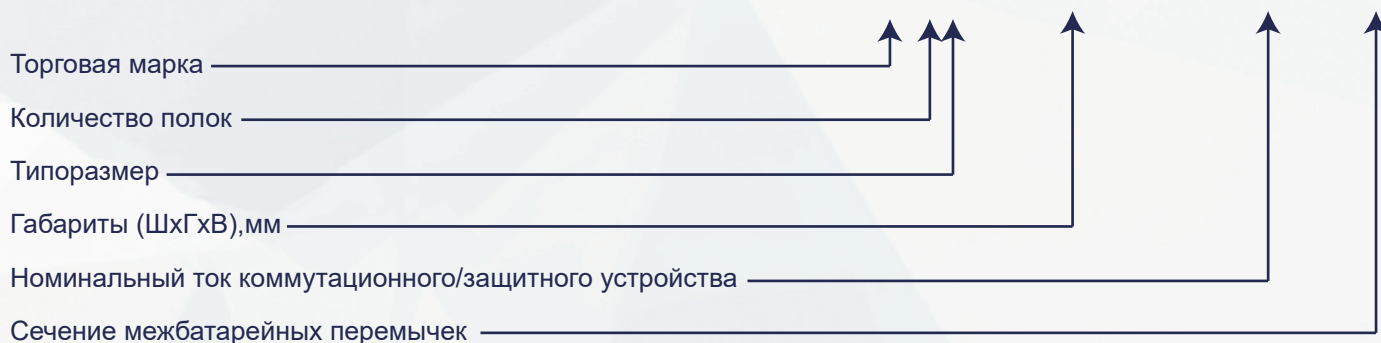 Торговая марка
Количество полок
Типоразмер
Габариты (ШхГхВ),мм
Номинальный ток коммутационного/защитного устройства
Сечение межбатарейных перемычек